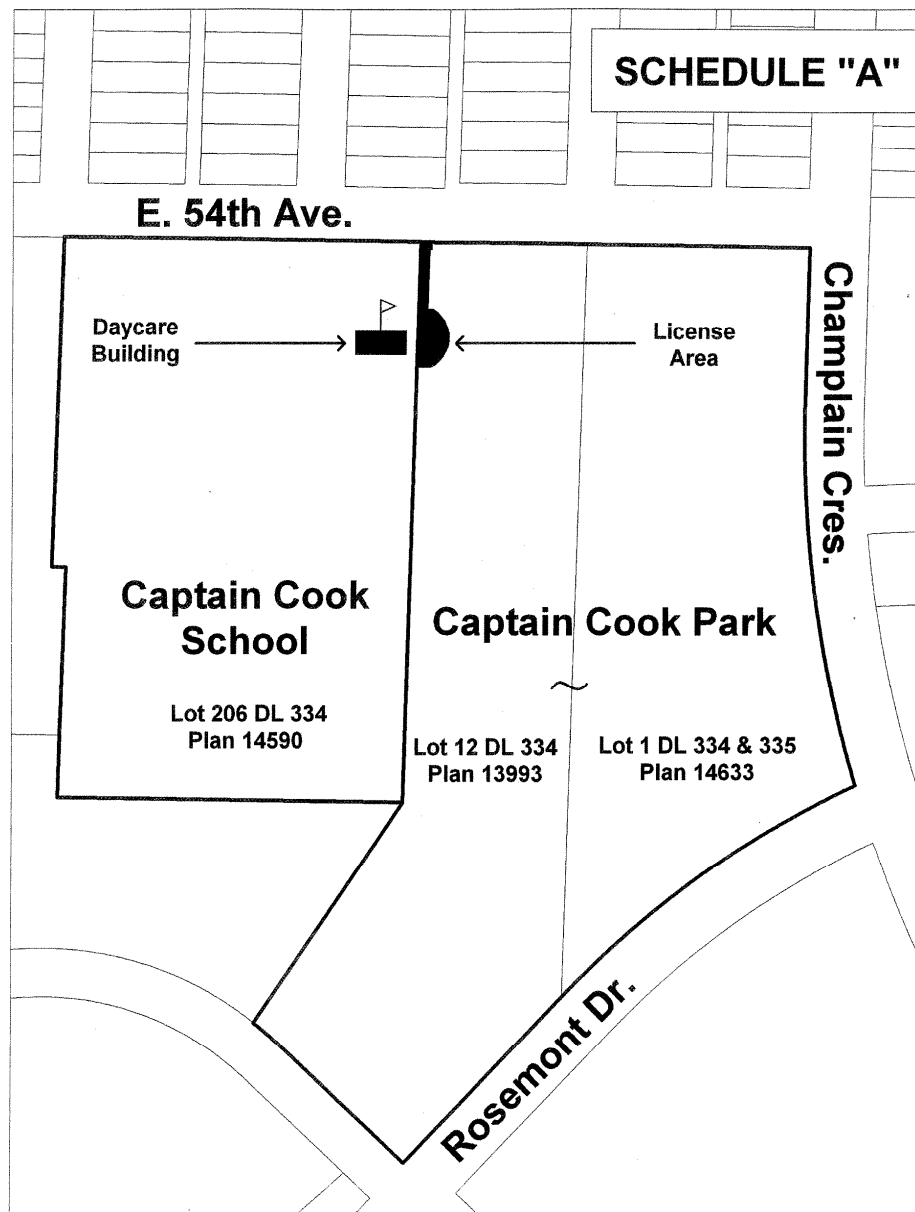 SCHEDULE "A"
E. 54th Ave.
Daycare
Building
License
Area
Champlain Cres.
Captain Cook
School
Captain Cook Park
Lot 206 DL 334
Plan 14590
Lot 12 DL 334
Plan 13993
Lot 1 DL 334 & 335
Plan 14633
Rosemont Dr.